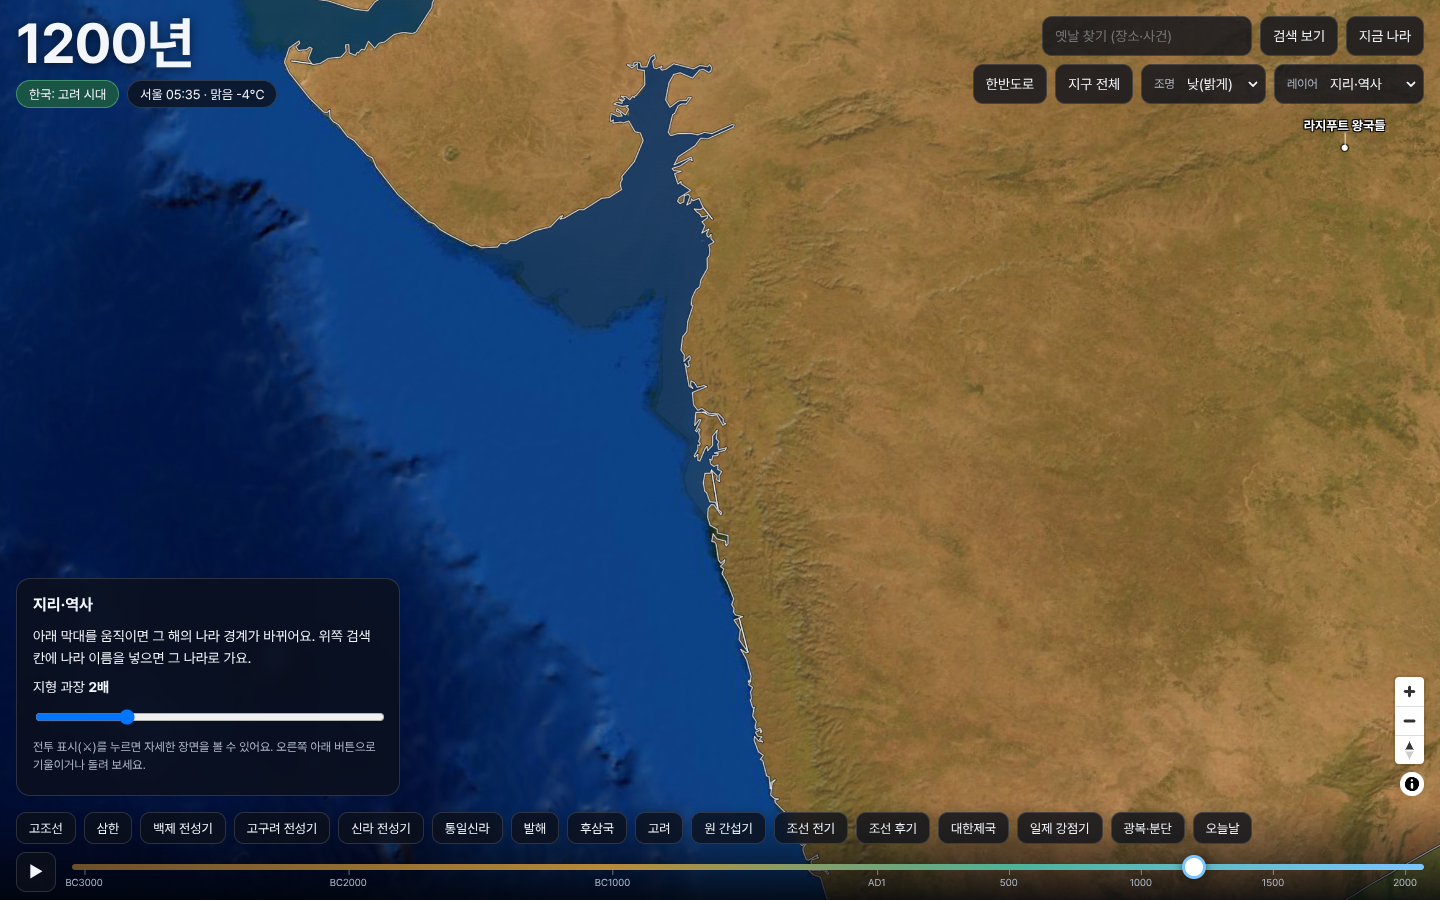 1200년
한국: 고려 시대
서울 05:35 · 맑음 -4°C
옛날 찾기 (장소·사건)
검색 보기
지금 나라
한반도로
지구 전체
조명 낮(밝게)
레이어 지리·역사
라지푸트 왕국들
지리·역사
아래 막대를 움직이면 그 해의 나라 경계가 바뀌어요. 위쪽 검색
칸에 나라 이름을 넣으면 그 나라로 가요.
지형 과장 2배
전투 표시(⚔)를 누르면 자세한 장면을 볼 수 있어요. 오른쪽 아래 버튼으로
기울이거나 돌려 보세요.
고조선
삼한
백제 전성기
고구려 전성기
신라 전성기
통일신라
발해
후삼국
고려
원 간섭기
조선 전기
조선 후기
대한제국
일제 강점기
광복·분단
오늘날
BC3000
BC2000
BC1000
AD1
500
1000
1500
2000